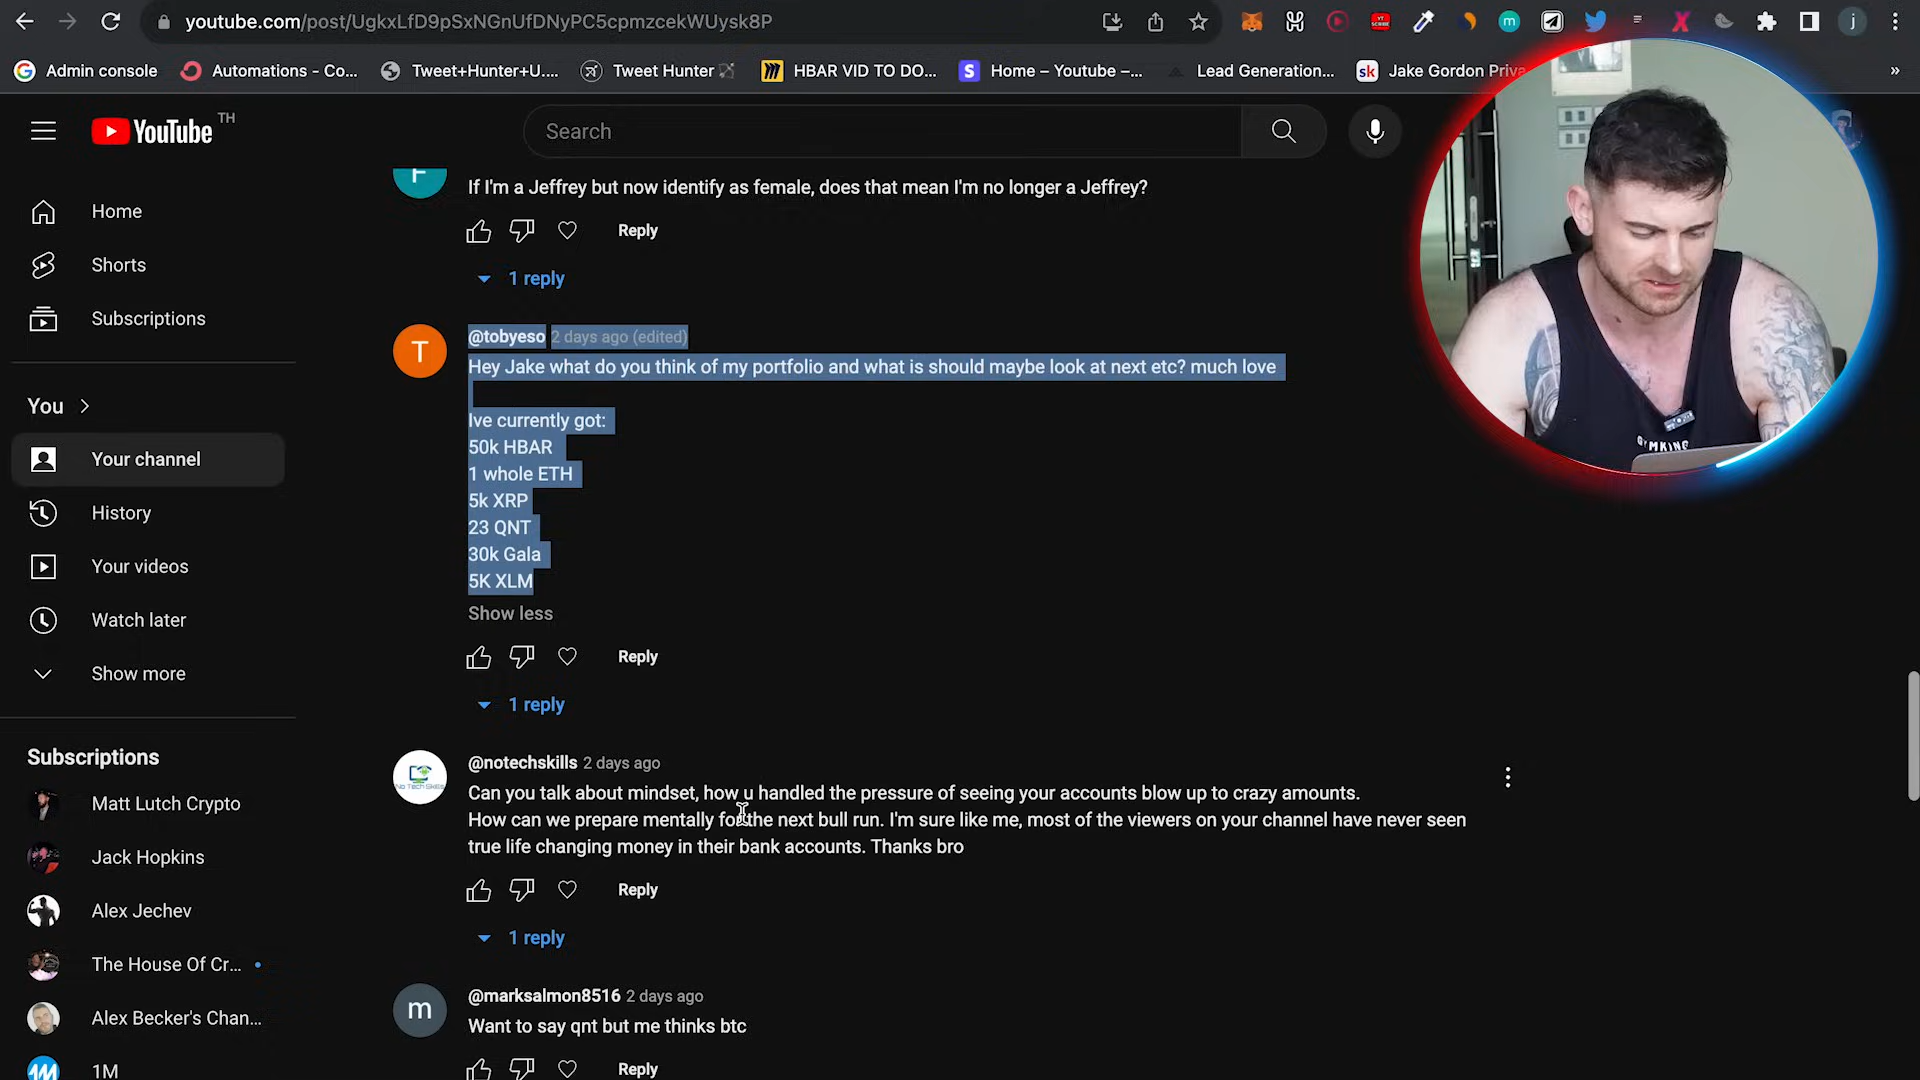 youtube.com/post/UgkxLfD9pSxNGnUfDNyPC5cpmzcekWUysk8P
j
Admin console
Automations - Co...
Tweet+Hunter+U....
Tweet Hunter
HBAR VID TO DO...
Home – Youtube –...
Lead Generation...
sk
Jake Gordon Priva
»
YouTube
TH
Search
Home
Shorts
Subscriptions
You
Your channel
History
Your videos
Watch later
Show more
Subscriptions
Matt Lutch Crypto
Jack Hopkins
Alex Jechev
The House Of Cr...
Alex Becker's Chan...
1M
If I'm a Jeffrey but now identify as female, does that mean I'm no longer a Jeffrey?
Reply
1 reply
T
@tobyeso 2 days ago (edited)
Hey Jake what do you think of my portfolio and what is should maybe look at next etc? much love
Ive currently got:
50k HBAR
1 whole ETH
5k XRP
23 QNT
30k Gala
5K XLM
Show less
Reply
1 reply
No Tech Skills
@notechskills 2 days ago
Can you talk about mindset, how u handled the pressure of seeing your accounts blow up to crazy amounts.
How can we prepare mentally for the next bull run. I'm sure like me, most of the viewers on your channel have never seen
true life changing money in their bank accounts. Thanks bro
Reply
1 reply
m
@marksalmon8516 2 days ago
Want to say qnt but me thinks btc
Reply
GYMKING